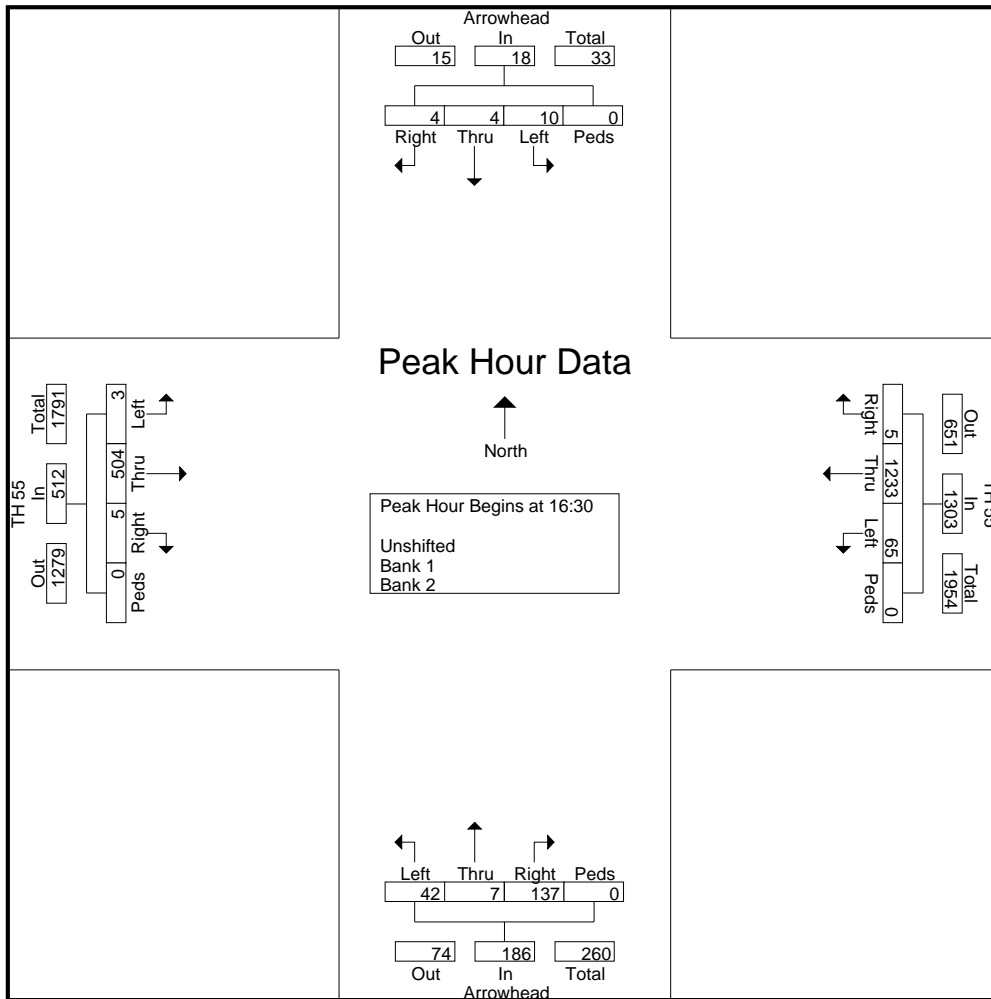 Arrowhead
Out In Total
15 18 33
4 4 10 0
Right Thru Left Peds
Peak Hour Data
North
Peak Hour Begins at 16:30
Unshifted
Bank 1
Bank 2
TH 55
Total In Out
1791 512 1279
3 504 5 0
Left Thru Right Peds
TH 55
Out In Total
651 1303 1954
5 1233 65 0
Right Thru Left Peds
Left Thru Right Peds
42 7 137 0
74 186 260
Out In Total
Arrowhead